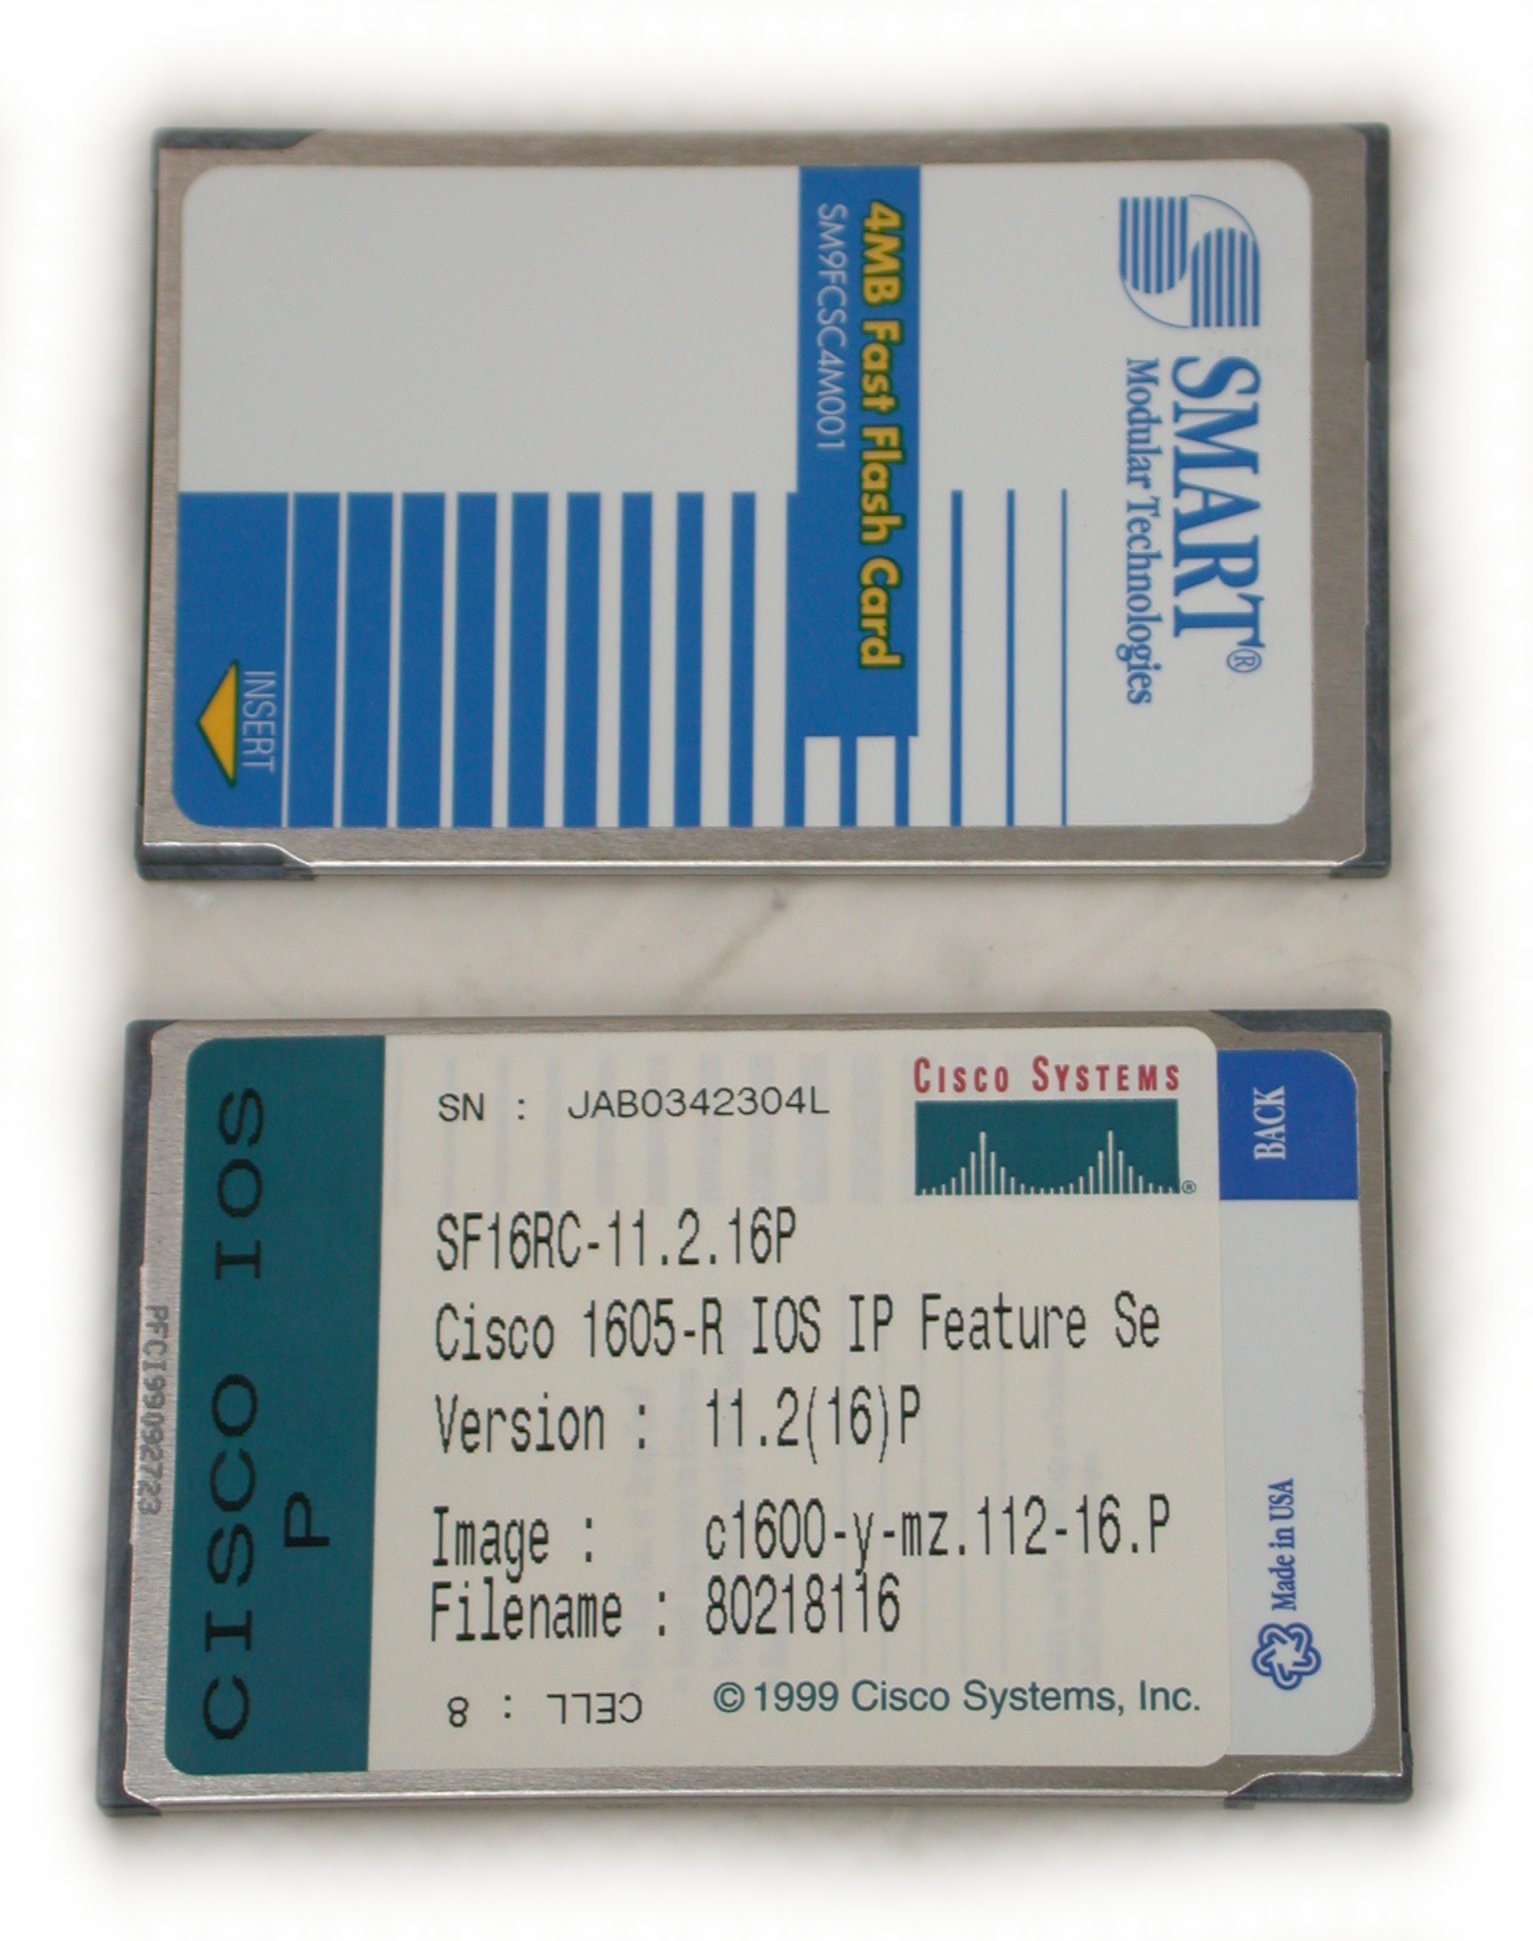 SMART®
Modular Technologies
4MB Fast Flash Card
SM9FCSC4M001
INSERT
CISCO IOS
P
PFCI99092723
SN : JAB0342304L
CISCO SYSTEMS
®
SF16RC-11.2.16P
Cisco 1605-R IOS IP Feature Se
Version : 11.2(16)P
Image : c1600-y-mz.112-16.P
Filename : 80218116
CELL : 8
©1999 Cisco Systems, Inc.
BACK
Made in USA